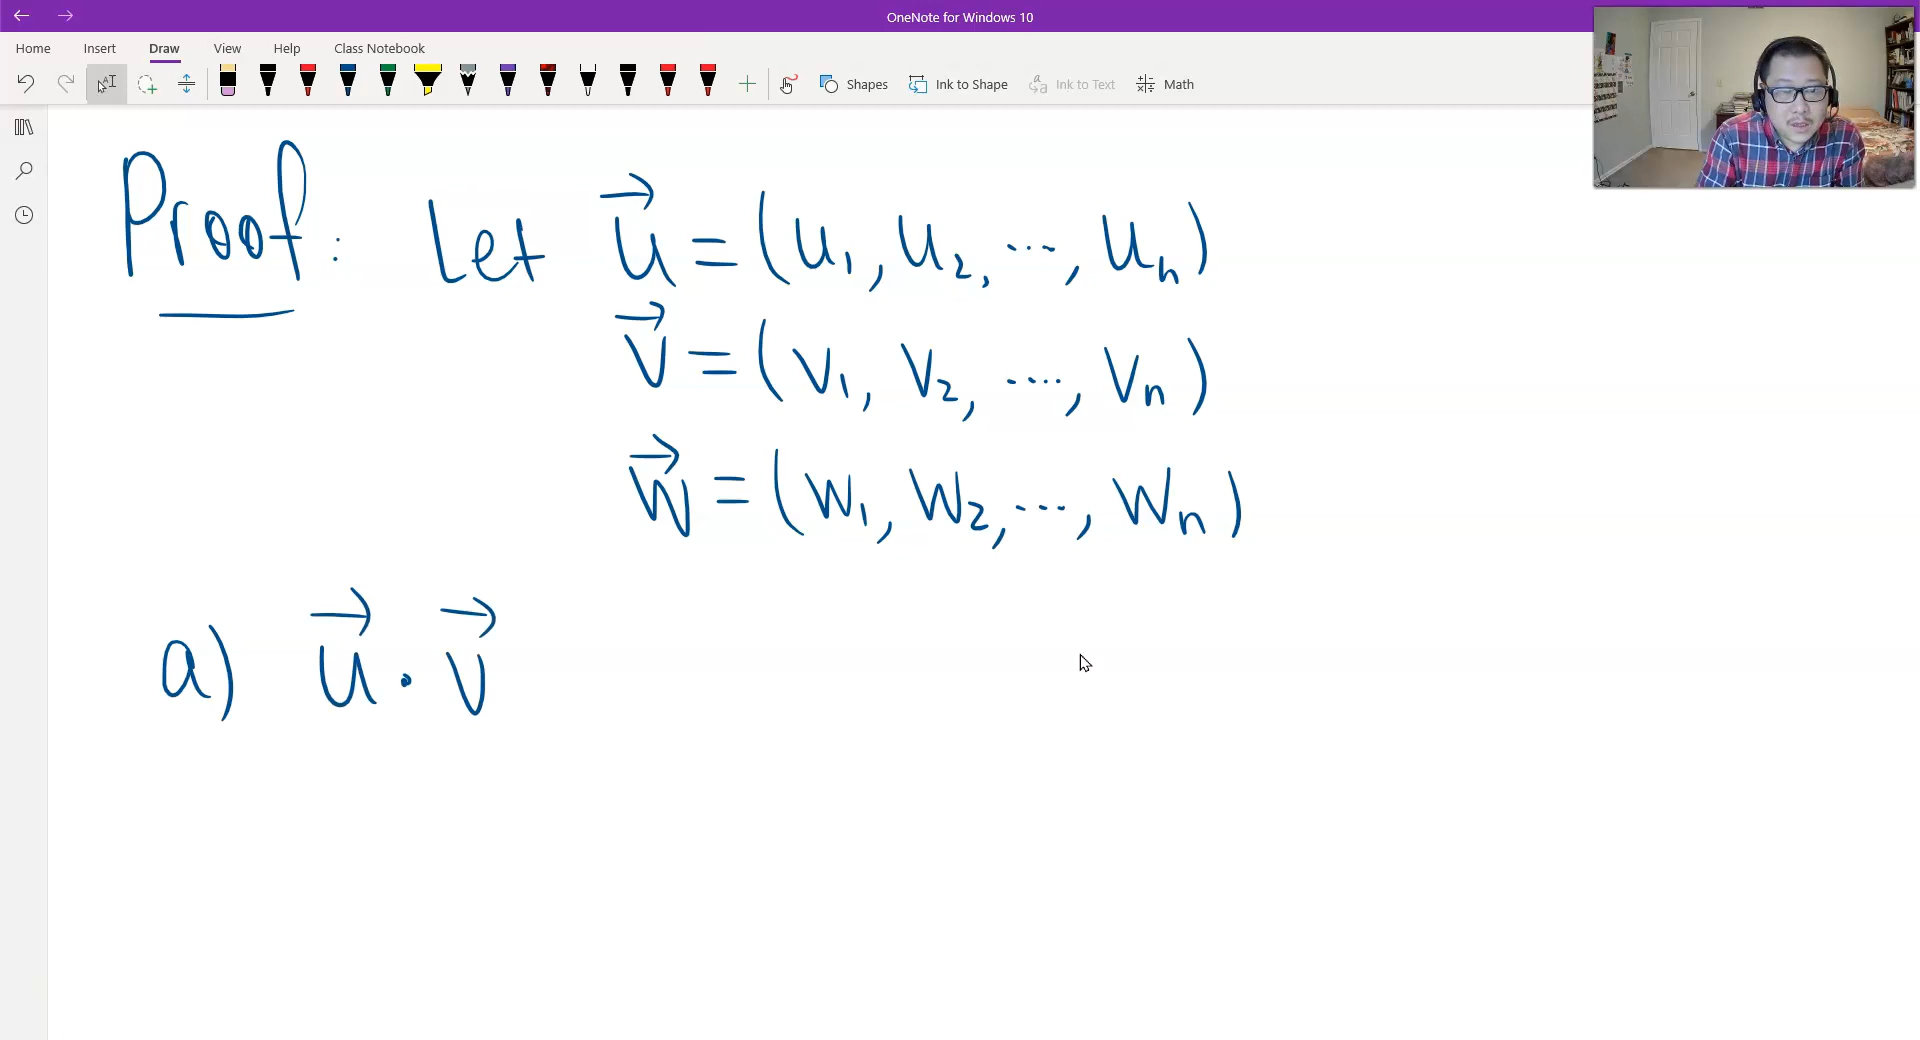 OneNote for Windows 10
Home Insert Draw View Help Class Notebook
Shapes Ink to Shape Ink to Text Math
Proof: Let u⃗ = (u₁, u₂, ..., uₙ)
v⃗ = (v₁, v₂, ...., vₙ)
w⃗ = (w₁, w₂, ..., wₙ)
a) u⃗ · v⃗